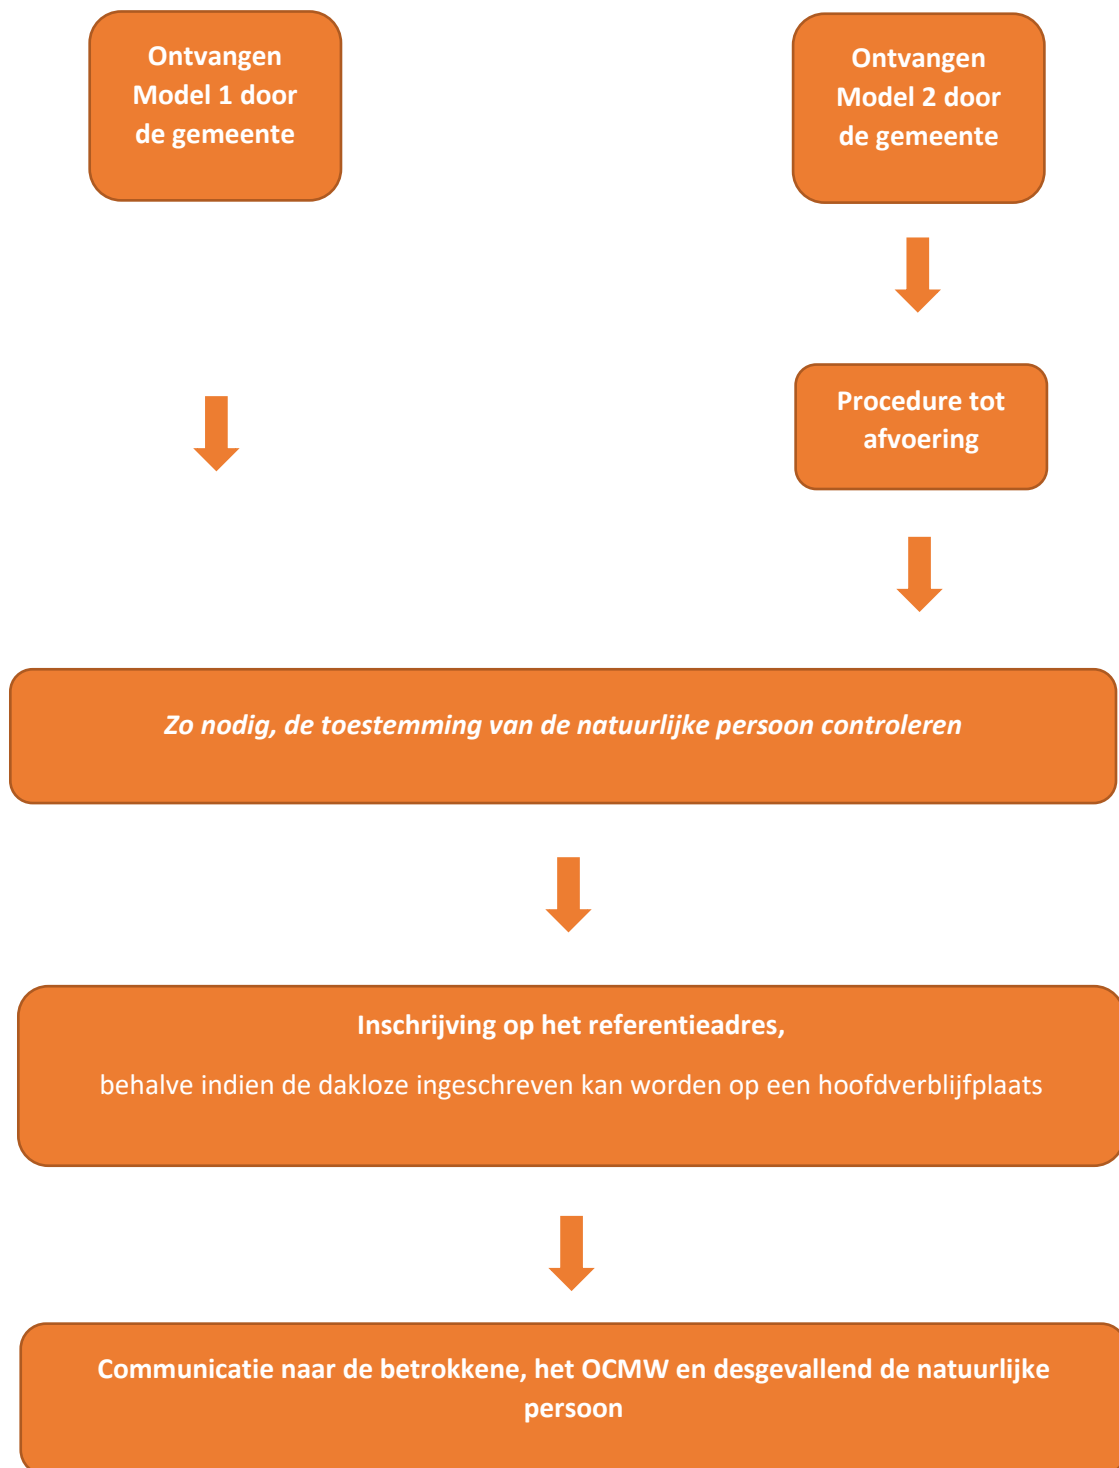 Ontvangen
Model 1 door
de gemeente
Ontvangen
Model 2 door
de gemeente
Procedure tot
afvoering
Zo nodig, de toestemming van de natuurlijke persoon controleren
Inschrijving op het referentieadres,
behalve indien de dakloze ingeschreven kan worden op een hoofdverblijfplaats
Communicatie naar de betrokkene, het OCMW en desgevallend de natuurlijke
persoon